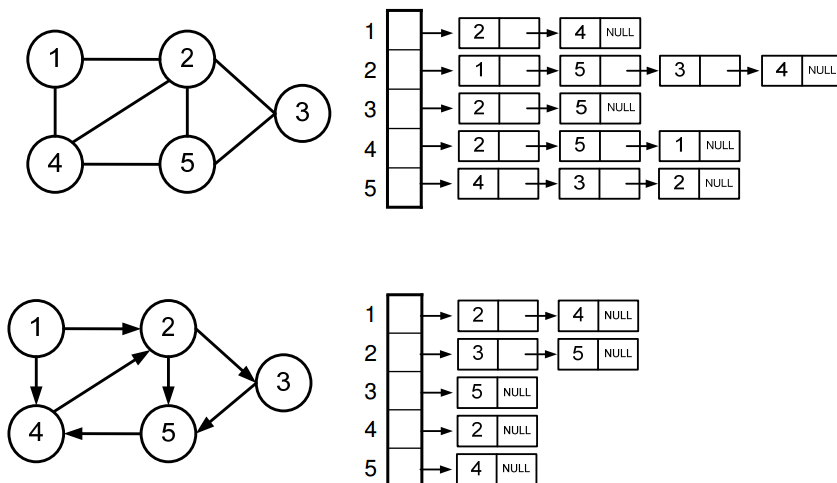 1 2
3
4 5
1 2 4 NULL
2 1 5 3 4 NULL
3 2 5 NULL
4 2 5 1 NULL
5 4 3 2 NULL
1 2
3
4 5
1 2 4 NULL
2 3 5 NULL
3 5 NULL
4 2 NULL
5 4 NULL